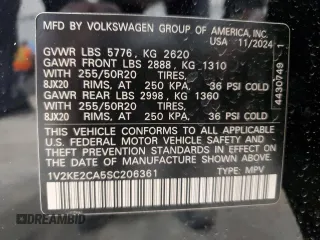 MFD. BY VOLKSWAGEN GROUP OF AMERICA, INC.
USA 11/2024
GVWR LBS 5776, KG 2620
GAWR FRONT LBS 2888, KG 1310
WITH 255/50R20 TIRES,
8JX20 RIMS, AT 250 KPA, 36 PSI COLD
GAWR REAR LBS 2998, KG 1360
WITH 255/50R20 TIRES,
8JX20 RIMS, AT 250 KPA, 36 PSI COLD
THIS MOTOR VEHICLE CONFORMS TO ALL
APPLICABLE FEDERAL MOTOR VEHICLE SAFETY AND
THEFT PREVENTION STANDARDS IN EFFECT ON THE
DATE OF MANUFACTURE SHOWN ABOVE.
1V2KE2CA5SC206361 TYPE: MPV
4430749 1
DREAMBID